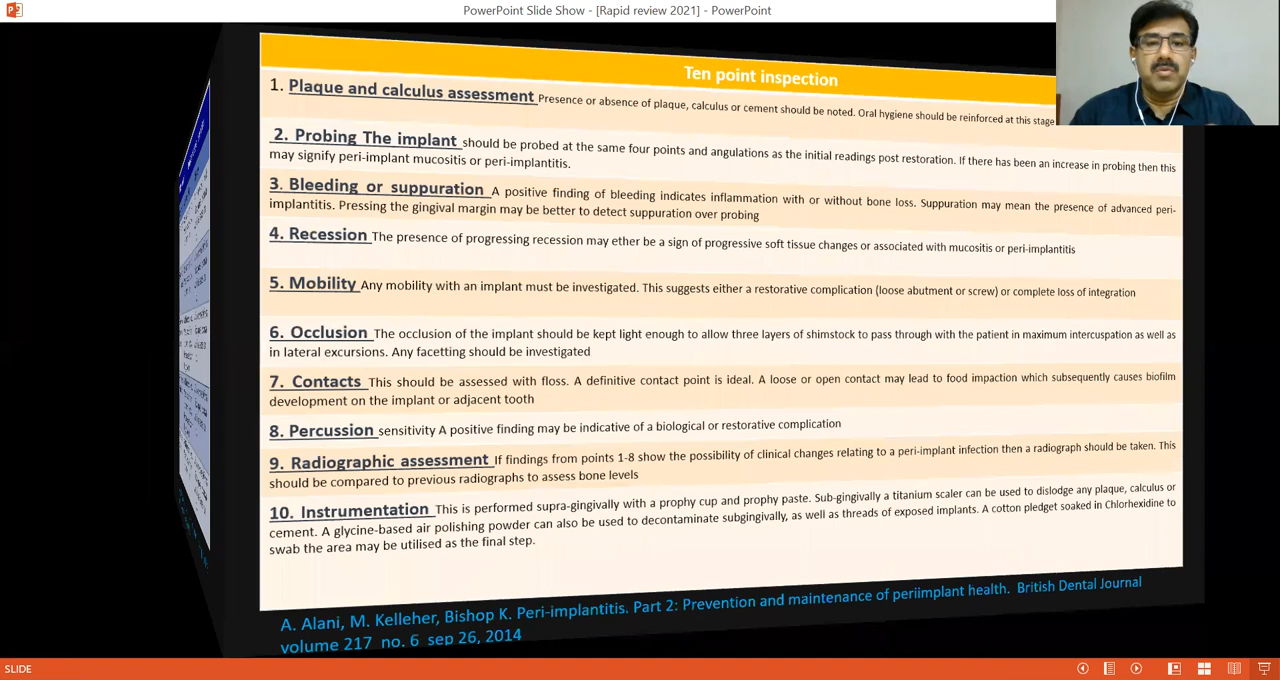 PowerPoint Slide Show - [Rapid review 2021] - PowerPoint
Ten point inspection
1. Plaque and calculus assessment Presence or absence of plaque, calculus or cement should be noted. Oral hygiene should be reinforced at this stage
2. Probing The implant should be probed at the same four points and angulations as the initial readings post restoration. If there has been an increase in probing then this
may signify peri-implant mucositis or peri-implantitis.
3. Bleeding or suppuration A positive finding of bleeding indicates inflammation with or without bone loss. Suppuration may mean the presence of advanced peri-
implantitis. Pressing the gingival margin may be better to detect suppuration over probing
4. Recession The presence of progressing recession may ether be a sign of progressive soft tissue changes or associated with mucositis or peri-implantitis
5. Mobility Any mobility with an implant must be investigated. This suggests either a restorative complication (loose abutment or screw) or complete loss of integration
6. Occlusion The occlusion of the implant should be kept light enough to allow three layers of shimstock to pass through with the patient in maximum intercuspation as well as
in lateral excursions. Any facetting should be investigated
7. Contacts This should be assessed with floss. A definitive contact point is ideal. A loose or open contact may lead to food impaction which subsequently causes biofilm
development on the implant or adjacent tooth
8. Percussion sensitivity A positive finding may be indicative of a biological or restorative complication
9. Radiographic assessment If findings from points 1-8 show the possibility of clinical changes relating to a peri-implant infection then a radiograph should be taken. This
should be compared to previous radiographs to assess bone levels
10. Instrumentation This is performed supra-gingivally with a prophy cup and prophy paste. Sub-gingivally a titanium scaler can be used to dislodge any plaque, calculus or
cement. A glycine-based air polishing powder can also be used to decontaminate subgingivally, as well as threads of exposed implants. A cotton pledget soaked in Chlorhexidine to
swab the area may be utilised as the final step.
A. Alani, M. Kelleher, Bishop K. Peri-implantitis. Part 2: Prevention and maintenance of periimplant health. British Dental Journal
volume 217 no. 6 sep 26, 2014
SLIDE